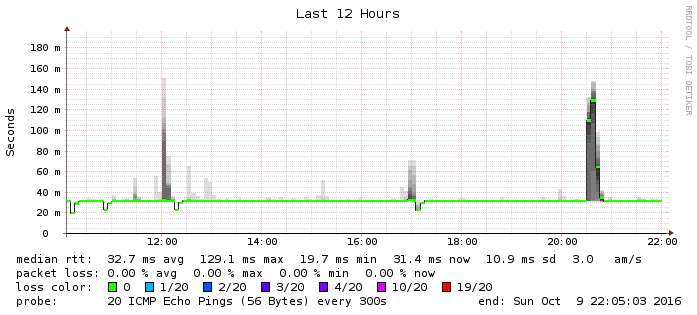 Last 12 Hours
RRDTOOL / TOBI OETIKER
Seconds
180 m
160 m
140 m
120 m
100 m
80 m
60 m
40 m
20 m
0
12:00 14:00 16:00 18:00 20:00 22:00
median rtt: 32.7 ms avg 129.1 ms max 19.7 ms min 31.4 ms now 10.9 ms sd 3.0 am/s
packet loss: 0.00 % avg 0.00 % max 0.00 % min 0.00 % now
loss color: 0 1/20 2/20 3/20 4/20 10/20 19/20
probe: 20 ICMP Echo Pings (56 Bytes) every 300s end: Sun Oct 9 22:05:03 2016